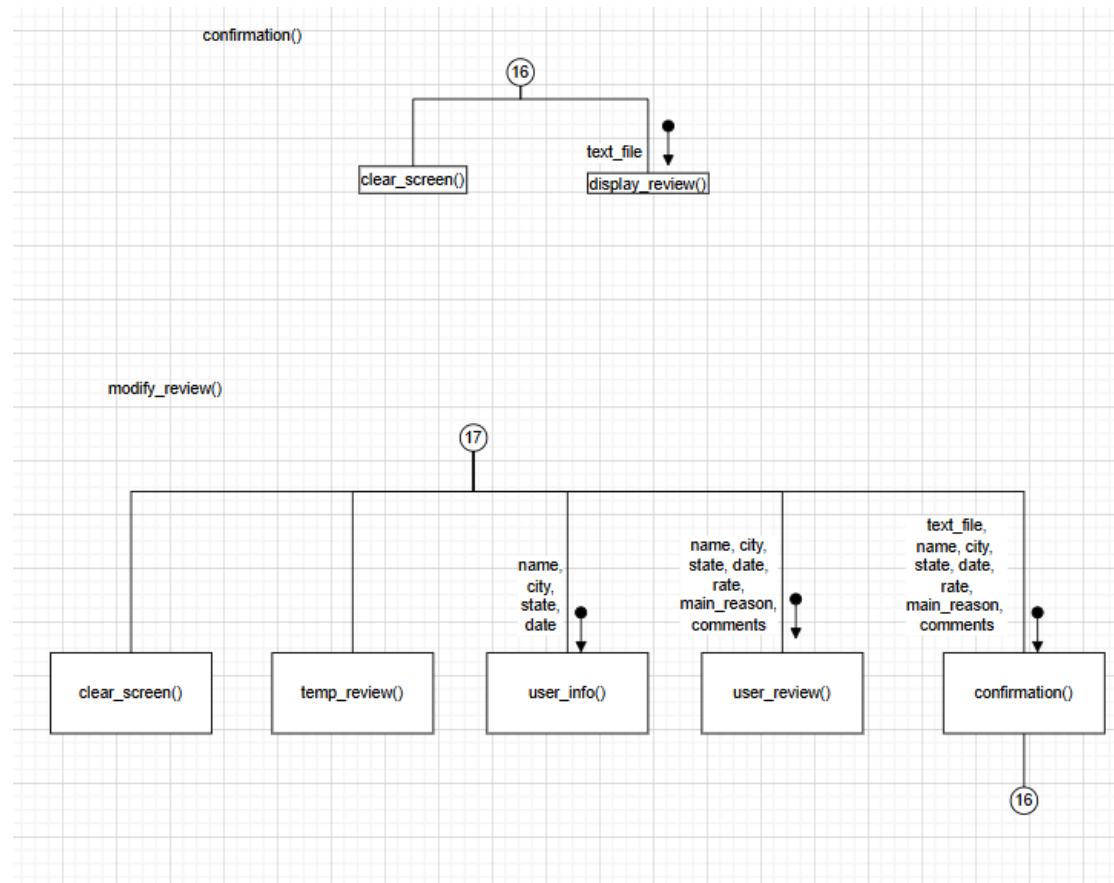 confirmation()
16
text_file
clear_screen()
display_review()
modify_review()
17
name,
city,
state,
date
name, city,
state, date,
rate,
main_reason,
comments
text_file,
name, city,
state, date,
rate,
main_reason,
comments
clear_screen()
temp_review()
user_info()
user_review()
confirmation()
16